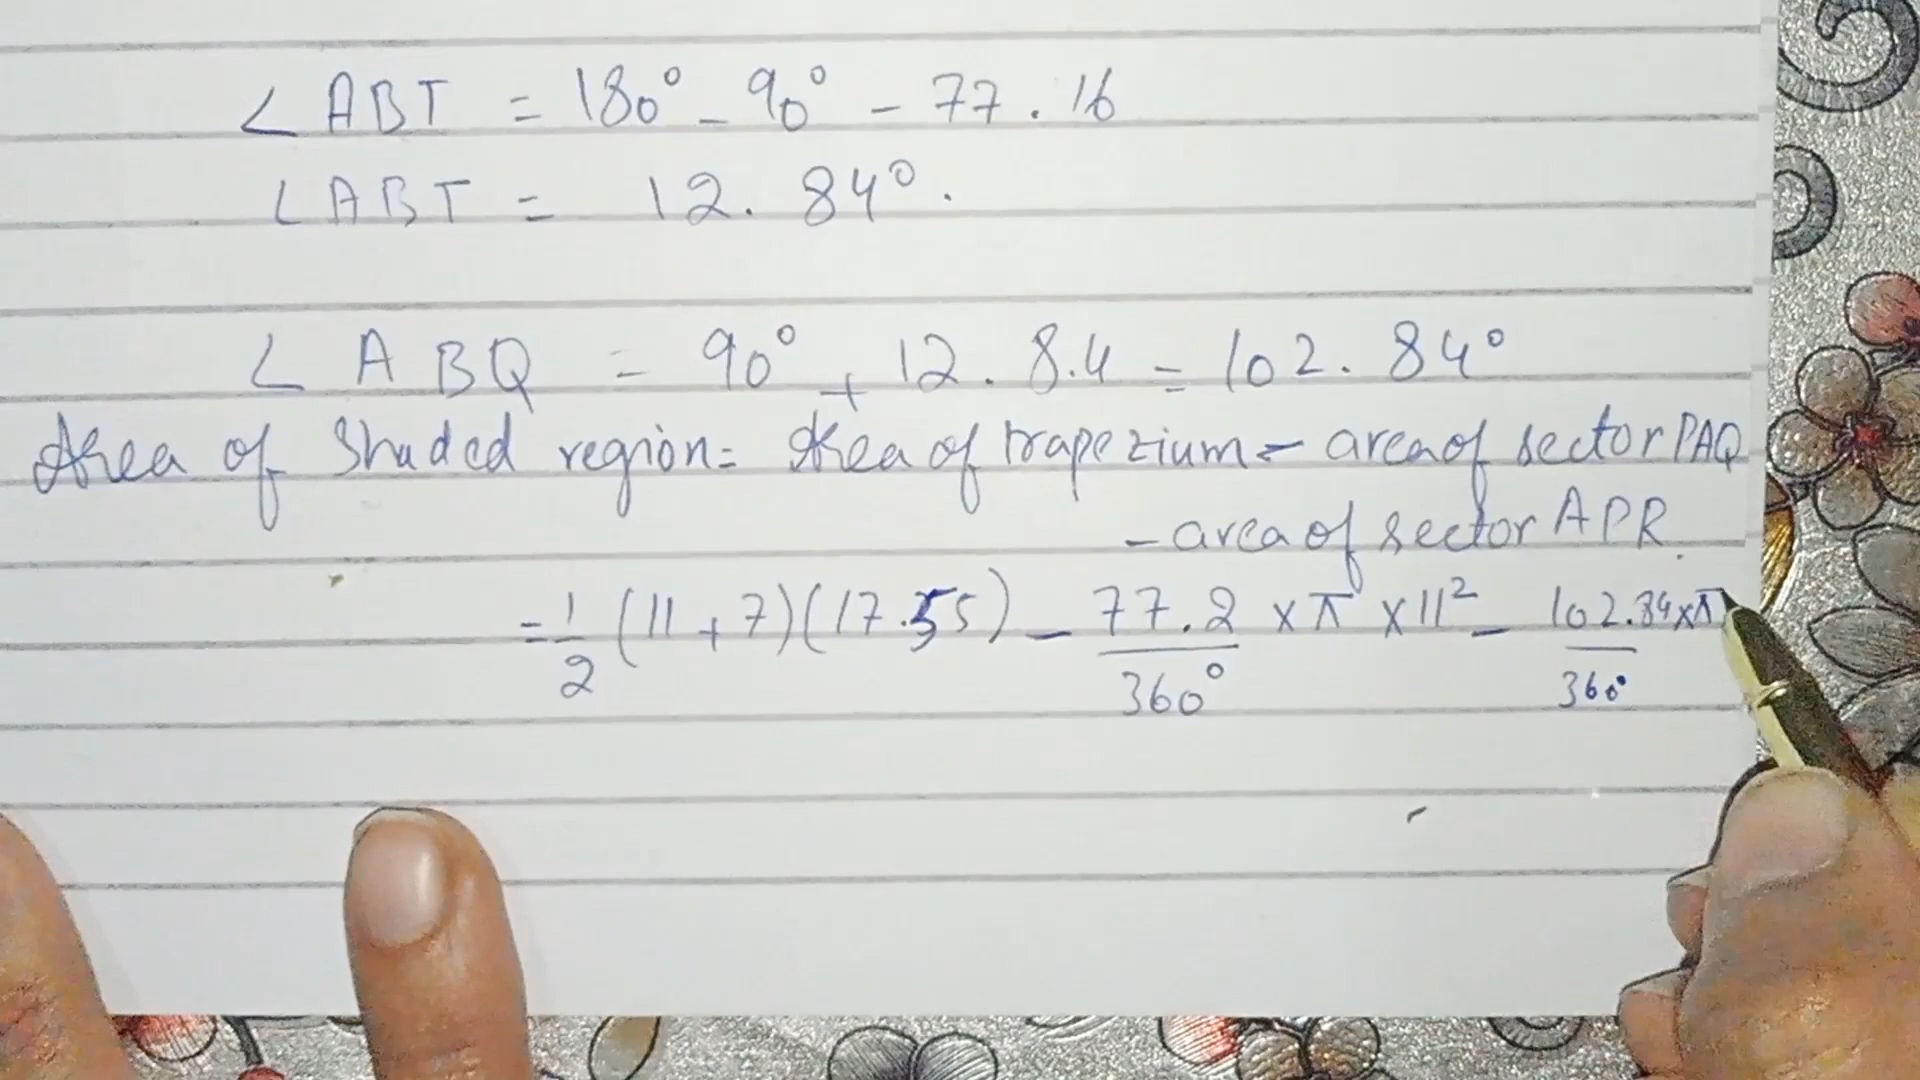 ∠ ABT = 180° - 90° - 77.16
∠ABT = 12.84°.
∠ ABQ = 90° + 12.8.4 = 102.84°
Area of Shaded region = Area of trapezium - area of sector PAQ
- area of sector APR.
= 1/2 (11 + 7)(17.55) - 77.2/360° × π × 11² - 102.84/360° × π